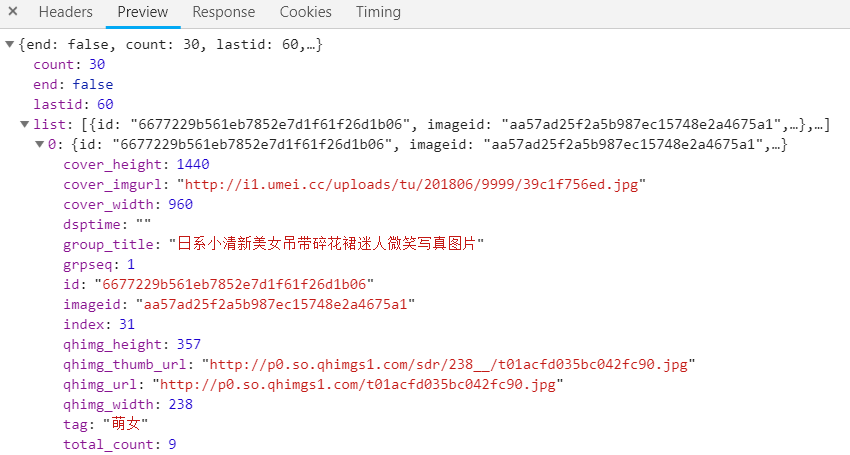 × Headers Preview Response Cookies Timing
{end: false, count: 30, lastid: 60,…}
count: 30
end: false
lastid: 60
list: [{id: "6677229b561eb7852e7d1f61f26d1b06", imageid: "aa57ad25f2a5b987ec15748e2a4675a1",…},…]
0: {id: "6677229b561eb7852e7d1f61f26d1b06", imageid: "aa57ad25f2a5b987ec15748e2a4675a1",…}
cover_height: 1440
cover_imgurl: "http://i1.umei.cc/uploads/tu/201806/9999/39c1f756ed.jpg"
cover_width: 960
dsptime: ""
group_title: "日系小清新美女吊带碎花裙迷人微笑写真图片"
grpseq: 1
id: "6677229b561eb7852e7d1f61f26d1b06"
imageid: "aa57ad25f2a5b987ec15748e2a4675a1"
index: 31
qhimg_height: 357
qhimg_thumb_url: "http://p0.so.qhimgs1.com/sdr/238__/t01acfd035bc042fc90.jpg"
qhimg_url: "http://p0.so.qhimgs1.com/t01acfd035bc042fc90.jpg"
qhimg_width: 238
tag: "萌女"
total_count: 9